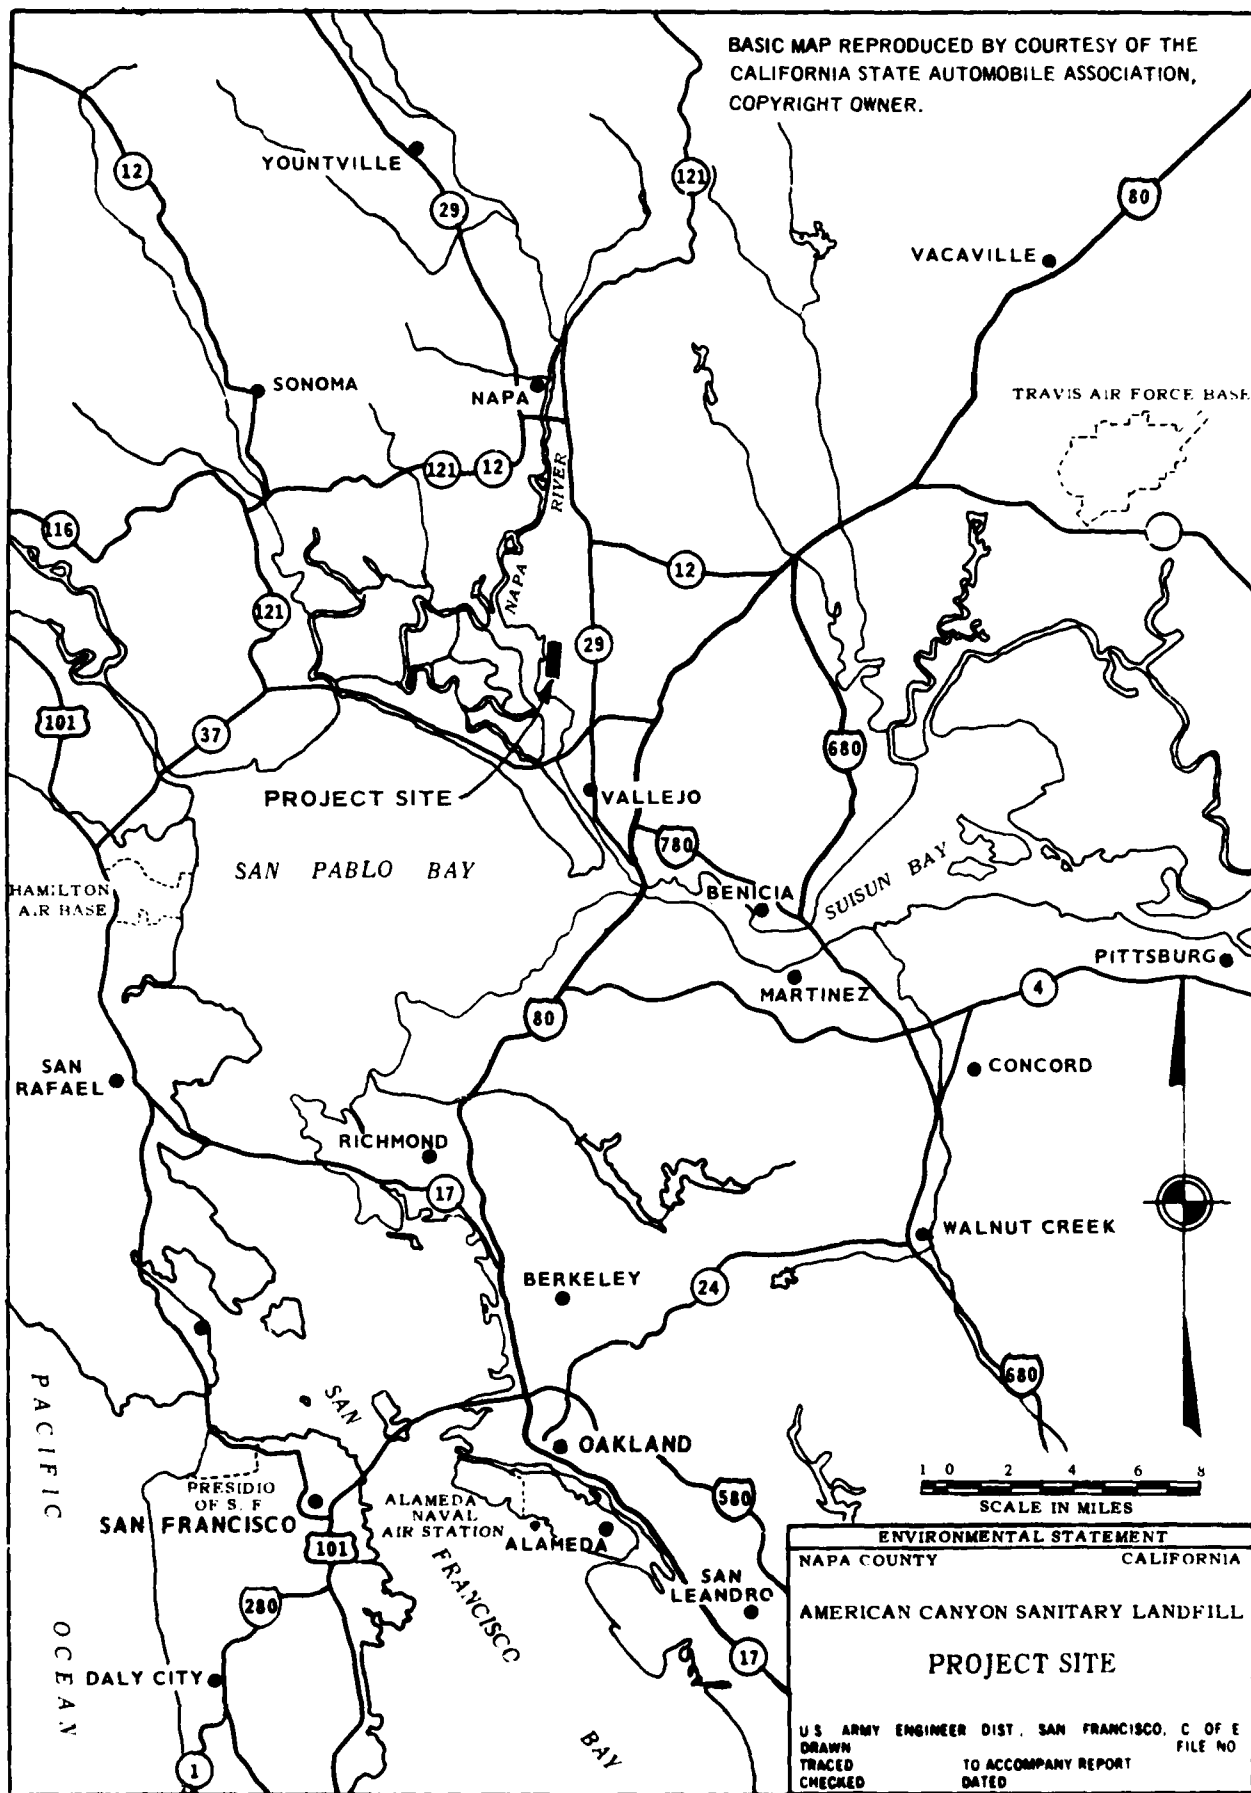 BASIC MAP REPRODUCED BY COURTESY OF THE
CALIFORNIA STATE AUTOMOBILE ASSOCIATION,
COPYRIGHT OWNER.
12
YOUNTVILLE
29
121
80
VACAVILLE
SONOMA
NAPA
TRAVIS AIR FORCE BASE
121
12
NAPA RIVER
116
12
121
29
101
37
680
PROJECT SITE
VALLEJO
780
SAN PABLO BAY
HAMILTON
AIR BASE
BENICIA
SUISUN BAY
PITTSBURG
MARTINEZ
4
80
SAN
RAFAEL
CONCORD
RICHMOND
17
WALNUT CREEK
BERKELEY
24
680
PACIFIC OCEAN
SAN FRANCISCO BAY
OAKLAND
PRESIDIO
OF S. F
SAN FRANCISCO
ALAMEDA
NAVAL
AIR STATION
ALAMEDA
580
101
280
SAN
LEANDRO
17
DALY CITY
1
1 0 2 4 6 8
SCALE IN MILES
ENVIRONMENTAL STATEMENT
NAPA COUNTY CALIFORNIA
AMERICAN CANYON SANITARY LANDFILL
PROJECT SITE
U S ARMY ENGINEER DIST, SAN FRANCISCO, C OF E
DRAWN FILE NO
TRACED TO ACCOMPANY REPORT
CHECKED DATED